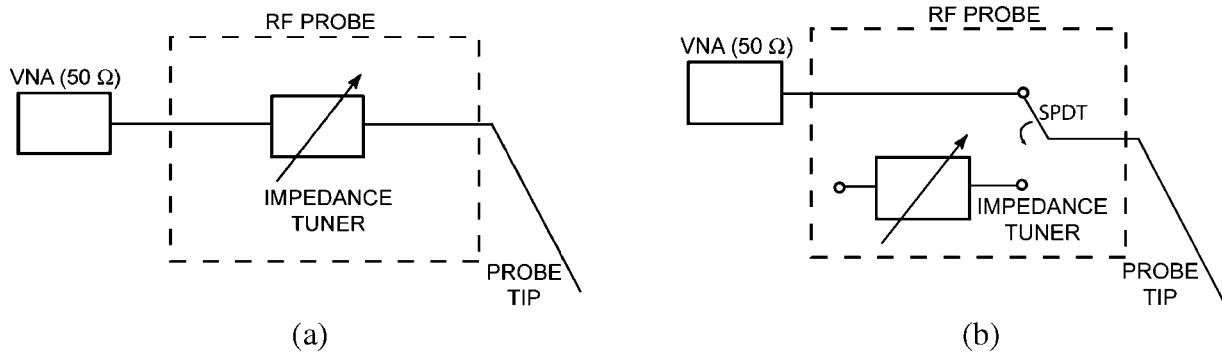 RF PROBE
VNA (50 Ω)
IMPEDANCE
TUNER
PROBE
TIP
(a)
RF PROBE
VNA (50 Ω)
SPDT
IMPEDANCE
TUNER
PROBE
TIP
(b)